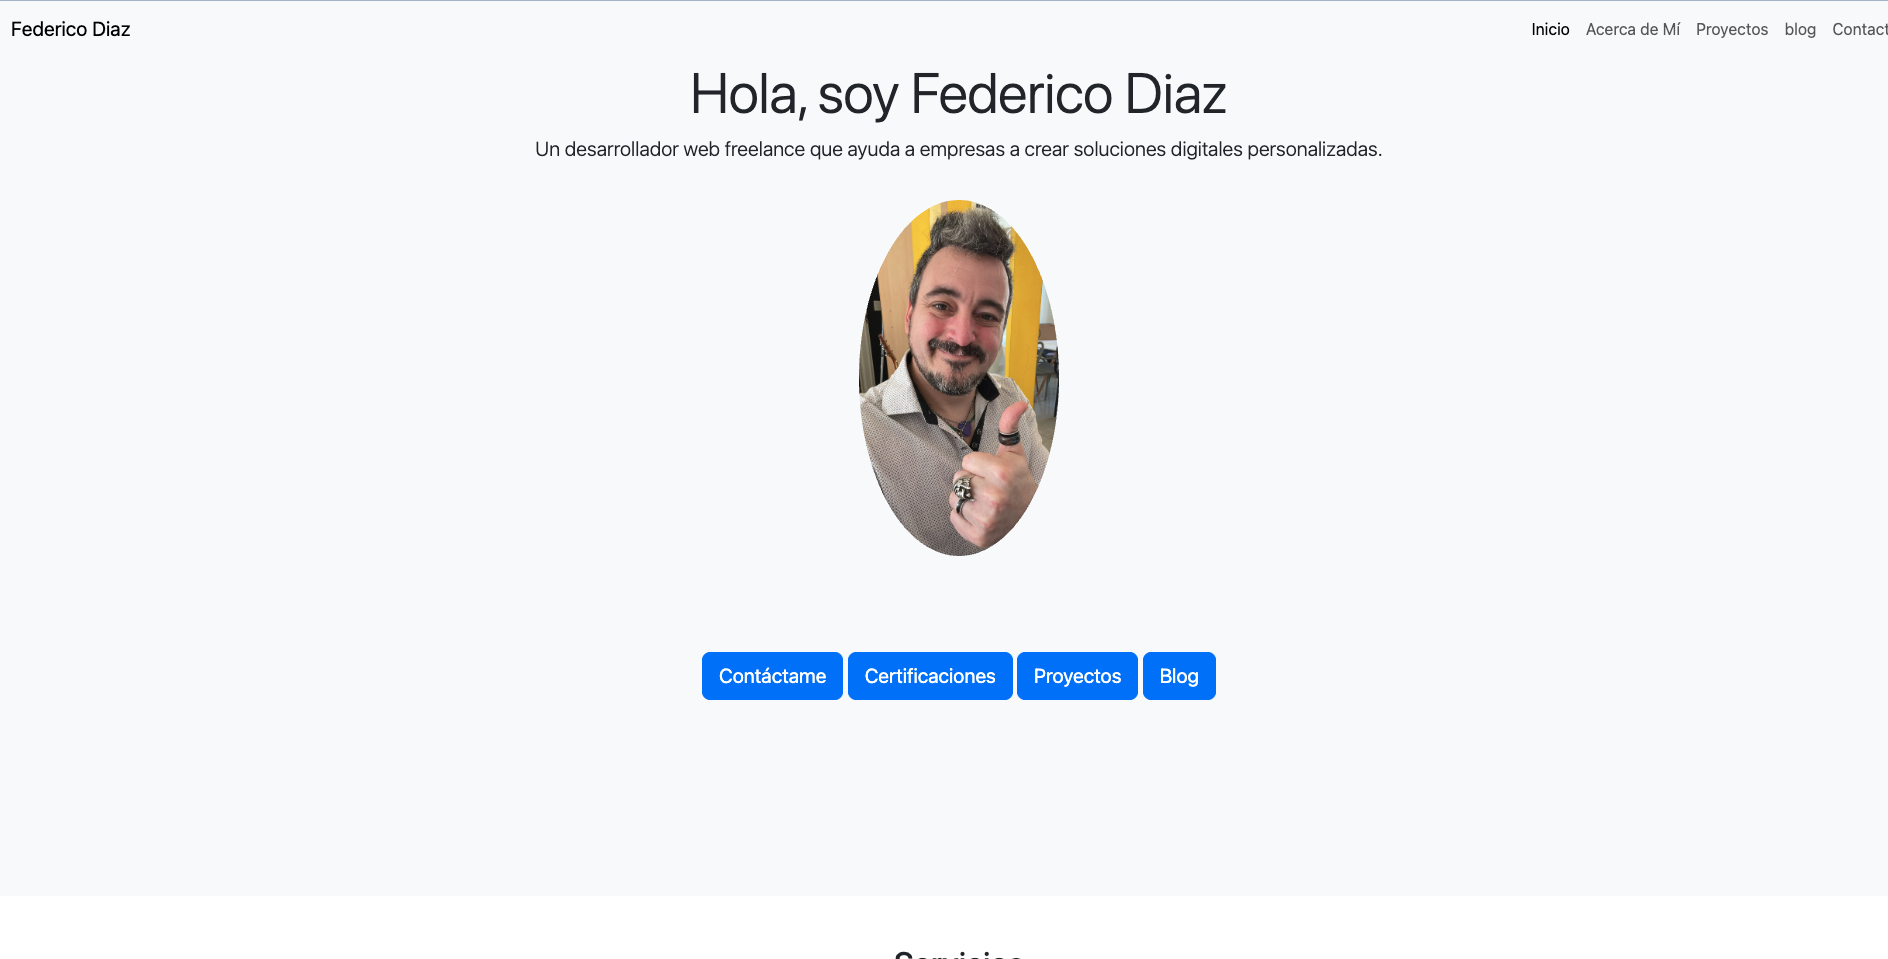 Federico Diaz
Inicio Acerca de Mí Proyectos blog Contact
Hola, soy Federico Diaz
Un desarrollador web freelance que ayuda a empresas a crear soluciones digitales personalizadas.
Contáctame Certificaciones Proyectos Blog
Servicios